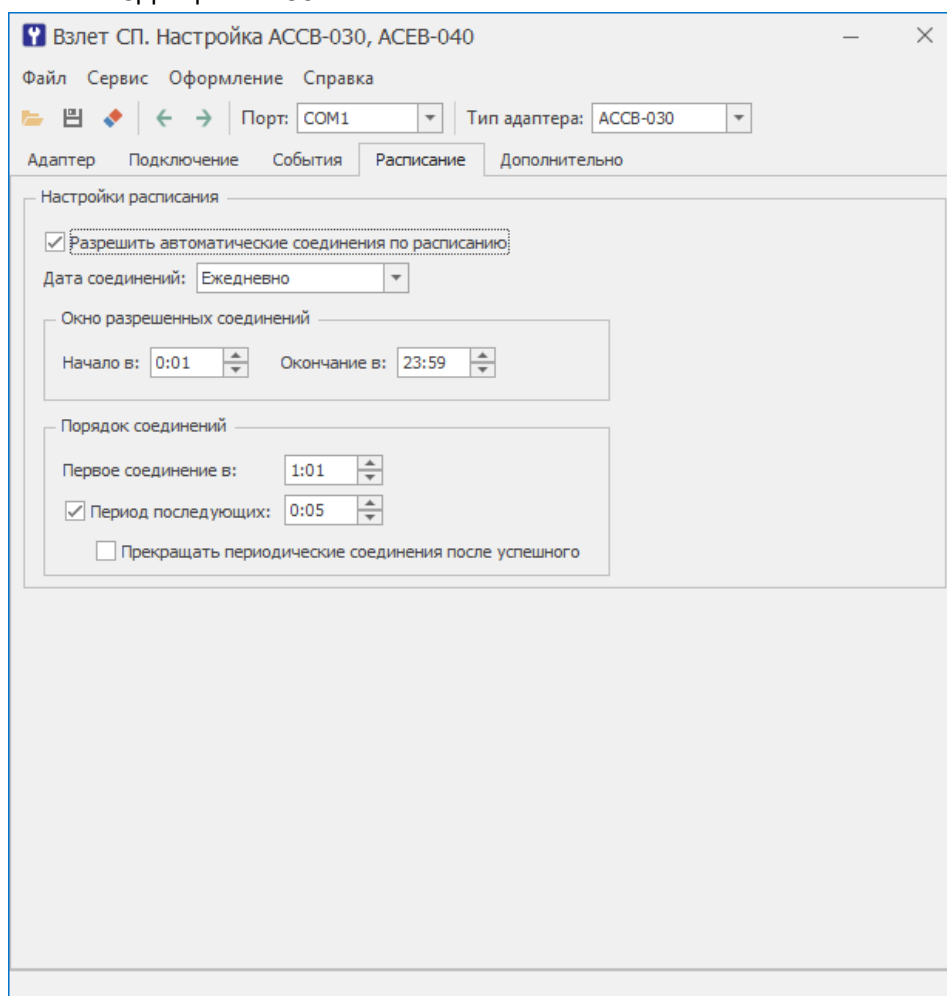 Взлет СП. Настройка АССВ-030, АСЕВ-040
Файл Сервис Оформление Справка
Порт: COM1 Тип адаптера: АССВ-030
Адаптер Подключение События Расписание Дополнительно
Настройки расписания
Разрешить автоматические соединения по расписанию
Дата соединений: Ежедневно
Окно разрешенных соединений
Начало в: 0:01 Окончание в: 23:59
Порядок соединений
Первое соединение в: 1:01
Период последующих: 0:05
Прекращать периодические соединения после успешного